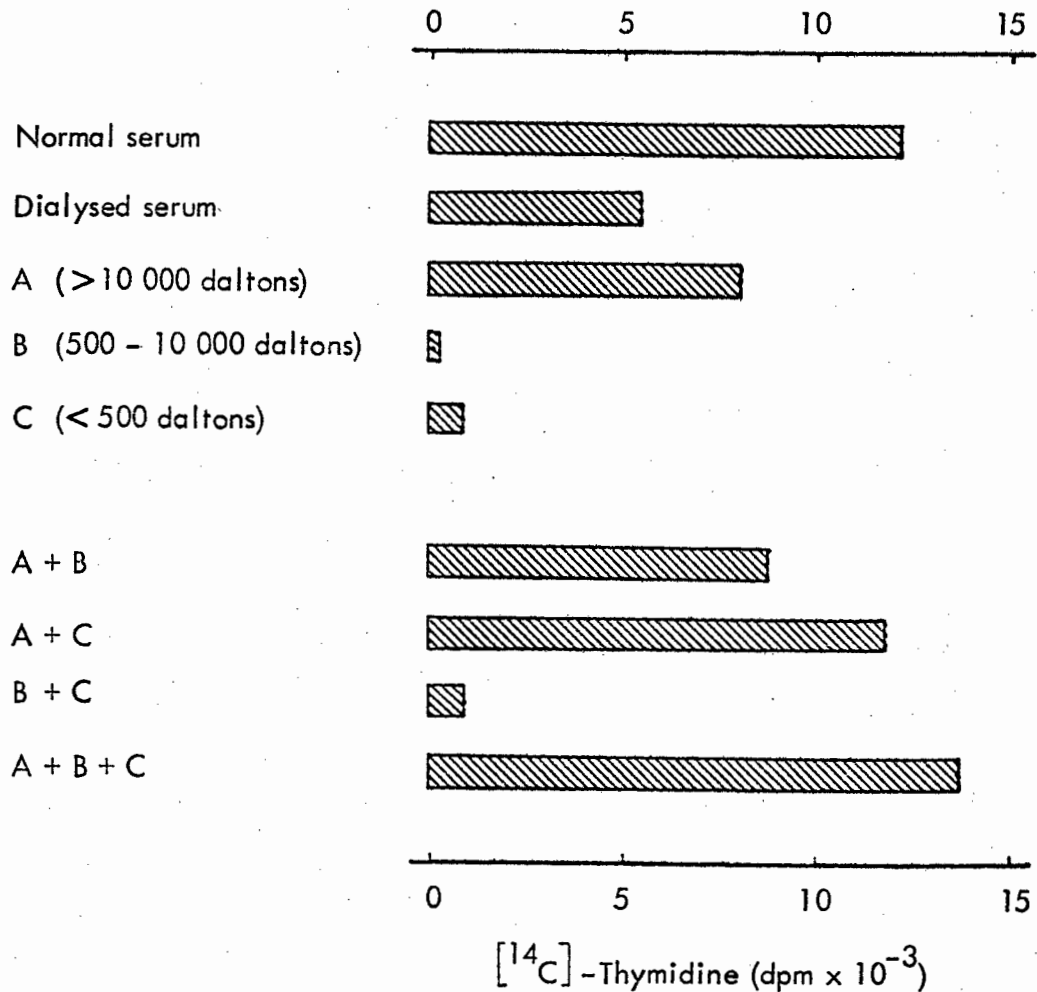 0 5 10 15
Normal serum
Dialysed serum
A (>10 000 daltons)
B (500 – 10 000 daltons)
C (< 500 daltons)
A + B
A + C
B + C
A + B + C
0 5 10 15
[¹⁴C] –Thymidine (dpm x 10⁻³)